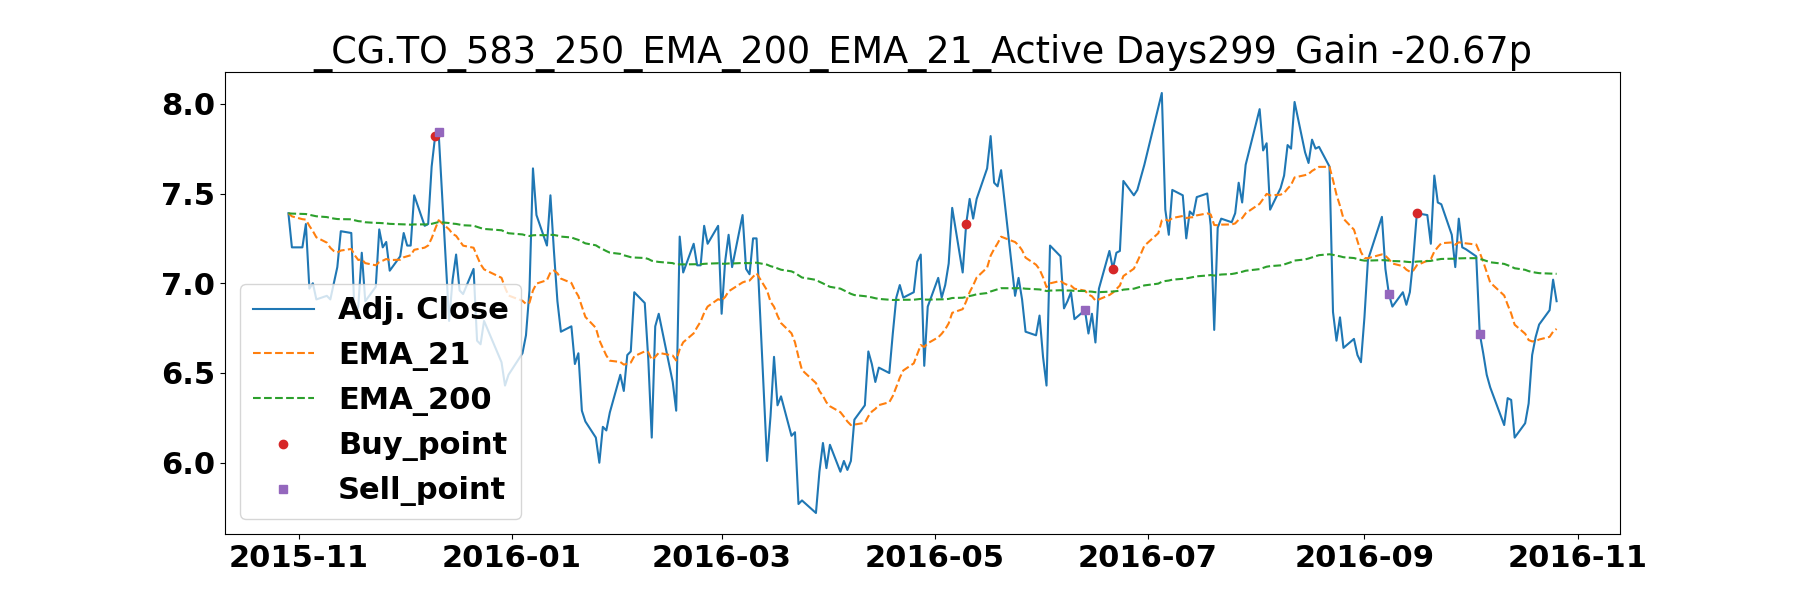 _CG.TO_583_250_EMA_200_EMA_21_Active Days299_Gain -20.67p
8.0
7.5
7.0
6.5
6.0
Adj. Close
EMA_21
EMA_200
Buy_point
Sell_point
2015-11 2016-01 2016-03 2016-05 2016-07 2016-09 2016-11